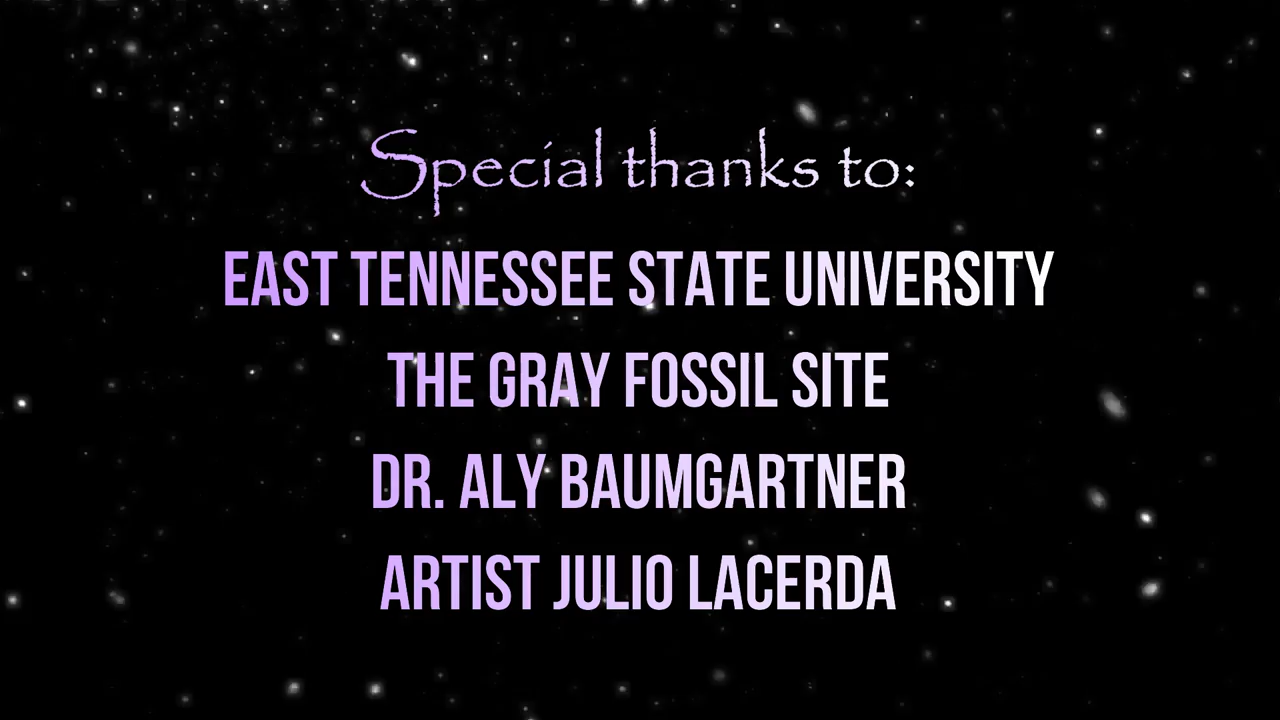 Special thanks to:
EAST TENNESSEE STATE UNIVERSITY
THE GRAY FOSSIL SITE
DR. ALY BAUMGARTNER
ARTIST JULIO LACERDA